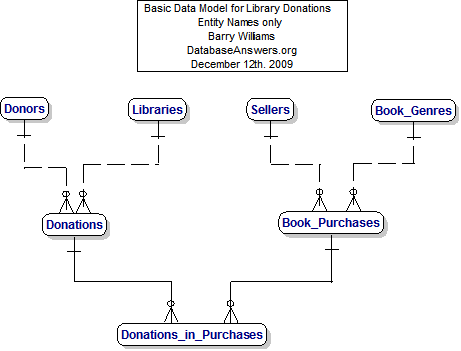 Basic Data Model for Library Donations
Entity Names only
Barry Williams
DatabaseAnswers.org
December 12th. 2009
Donors
Libraries
Sellers
Book_Genres
Donations
Book_Purchases
Donations_in_Purchases